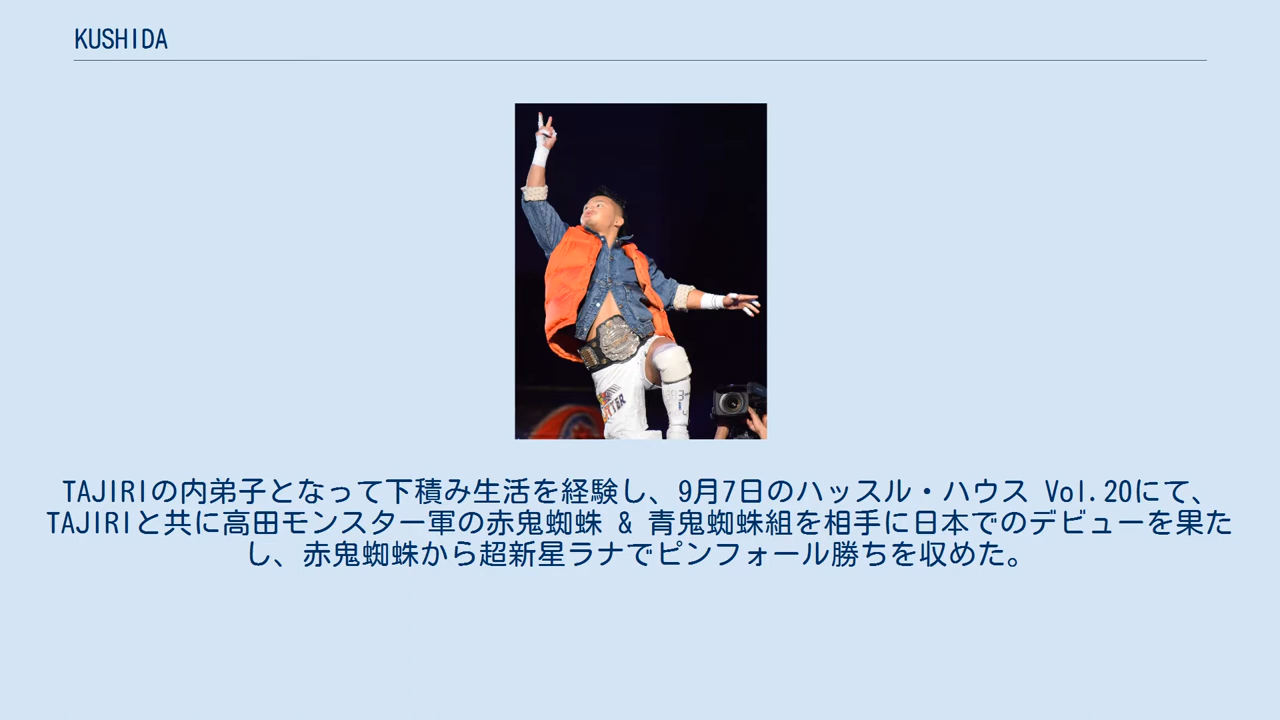 KUSHIDA
TAJIRIの内弟子となって下積み生活を経験し、9月7日のハッスル・ハウス Vol.20にて、
TAJIRIと共に高田モンスター軍の赤鬼蜘蛛 & 青鬼蜘蛛組を相手に日本でのデビューを果た
し、赤鬼蜘蛛から超新星ラナでピンフォール勝ちを収めた。